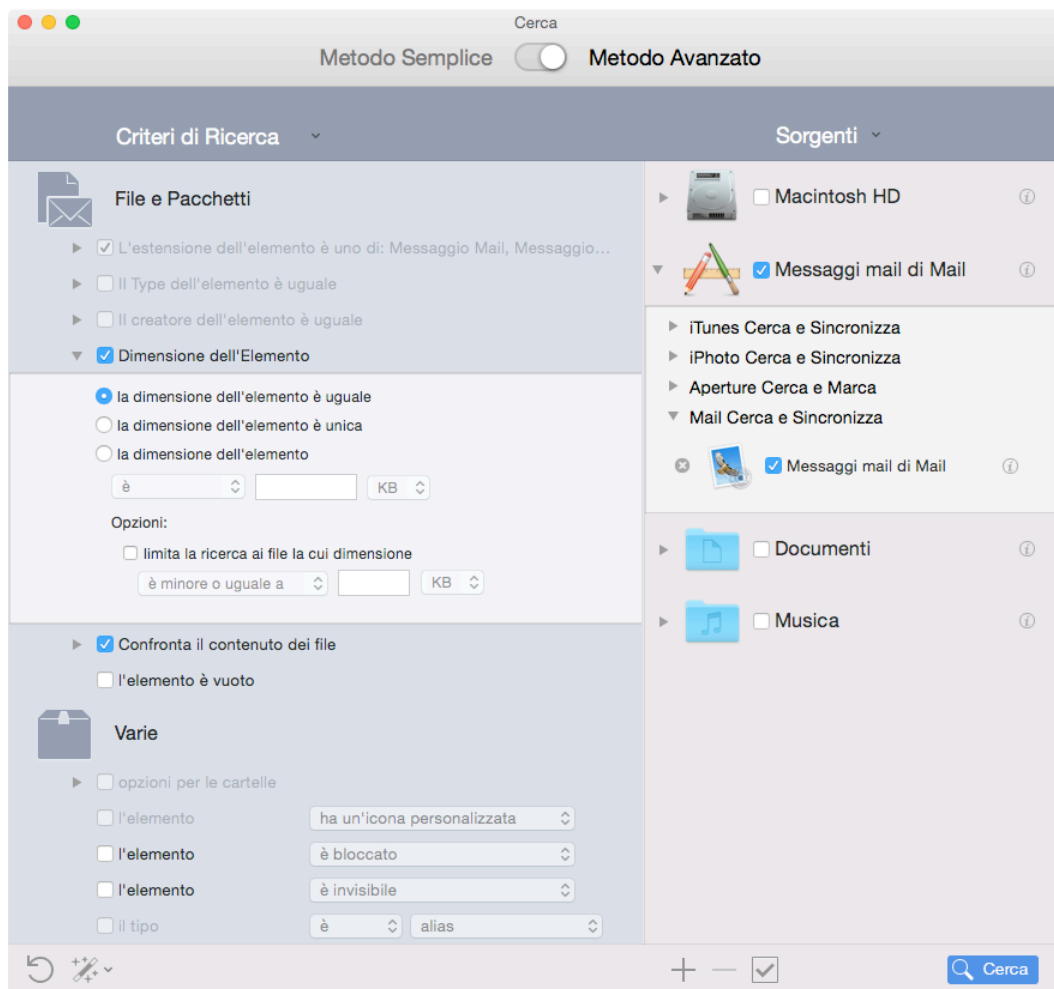 Cerca
Metodo Semplice Metodo Avanzato
Criteri di Ricerca
File e Pacchetti
L'estensione dell'elemento è uno di: Messaggio Mail, Messaggio...
Il Type dell'elemento è uguale
Il creatore dell'elemento è uguale
Dimensione dell'Elemento
la dimensione dell'elemento è uguale
la dimensione dell'elemento è unica
la dimensione dell'elemento
è KB
Opzioni:
limita la ricerca ai file la cui dimensione
è minore o uguale a KB
Confronta il contenuto dei file
l'elemento è vuoto
Varie
opzioni per le cartelle
l'elemento ha un'icona personalizzata
l'elemento è bloccato
l'elemento è invisibile
il tipo è alias
Sorgenti
Macintosh HD
Messaggi mail di Mail
iTunes Cerca e Sincronizza
iPhoto Cerca e Sincronizza
Aperture Cerca e Marca
Mail Cerca e Sincronizza
Messaggi mail di Mail
Documenti
Musica
Cerca